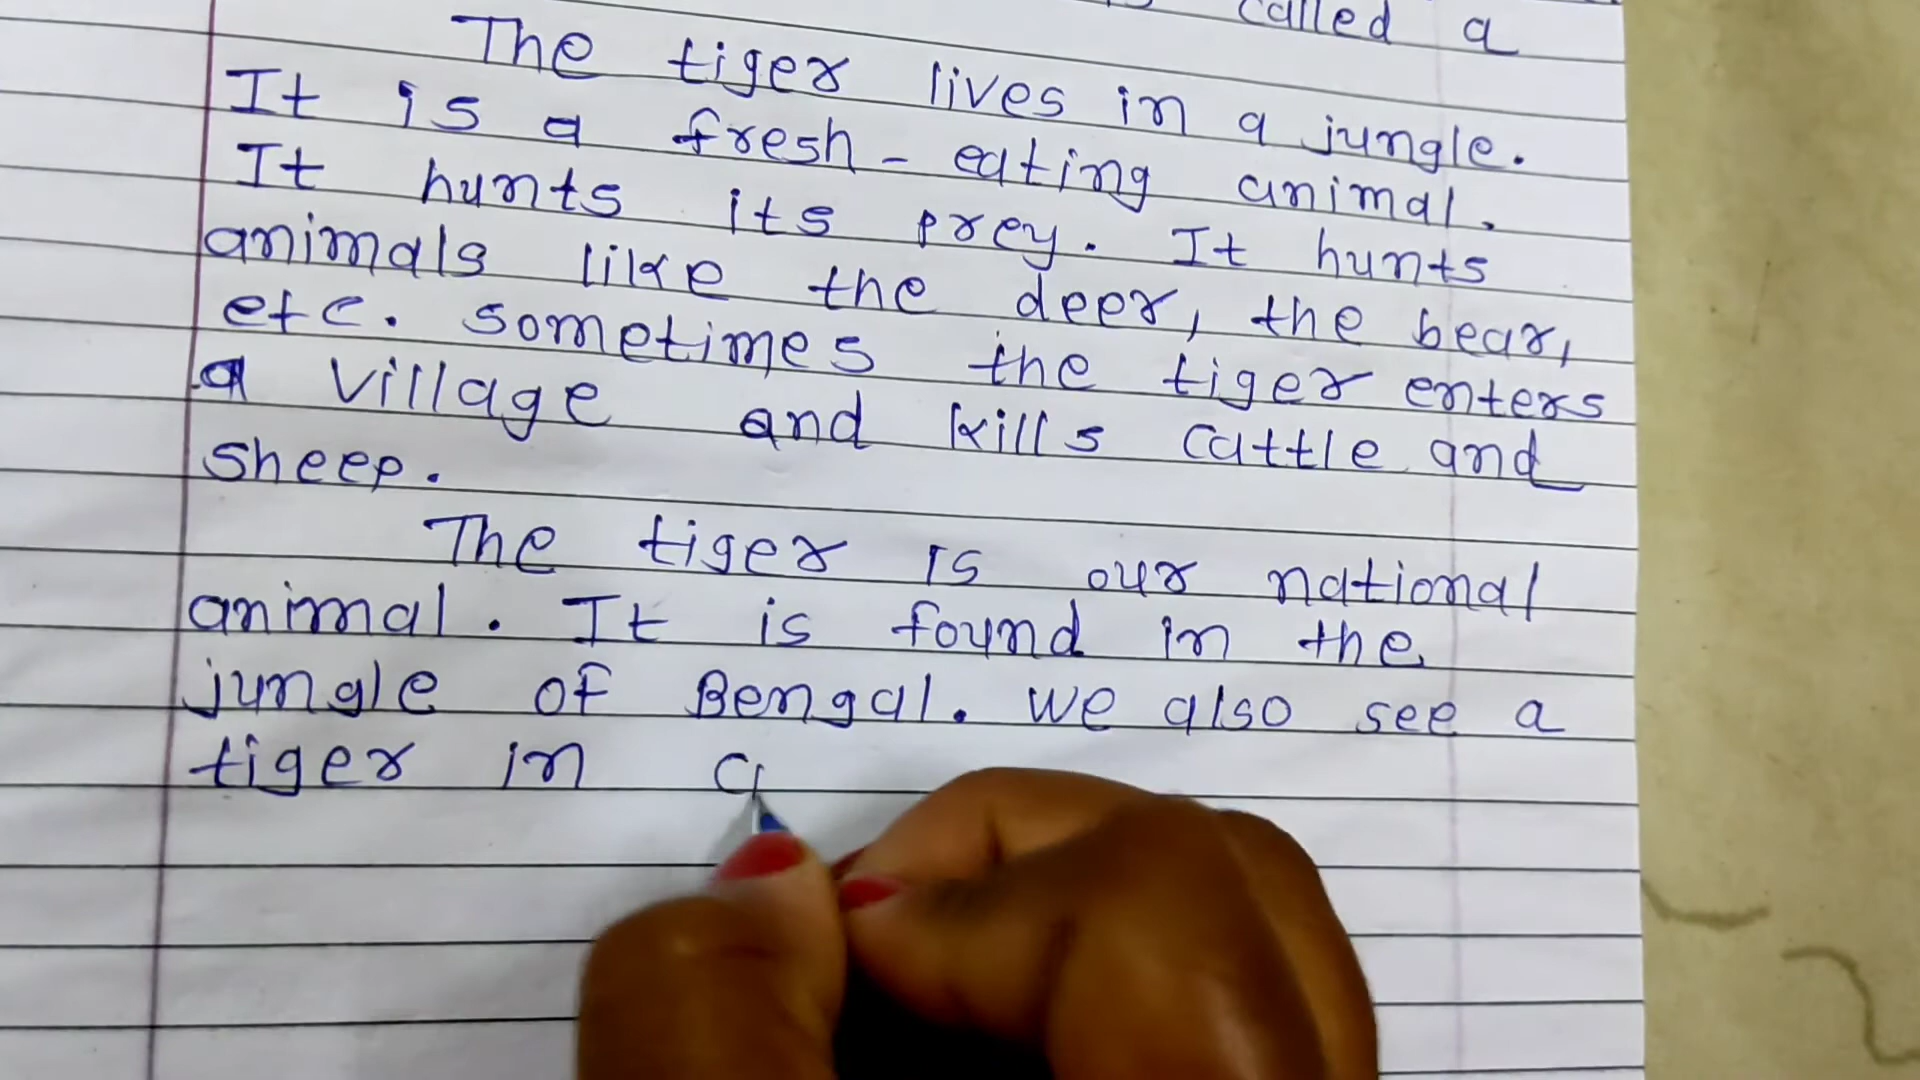 called a
The tiger lives in a jungle.
It is a fresh-eating animal.
It hunts its prey. It hunts
animals like the deer, the bear,
etc. sometimes the tiger enters
a village and kills cattle and
sheep.
The tiger is our national
animal. It is found in the
jungle of Bengal. We also see a
tiger in a